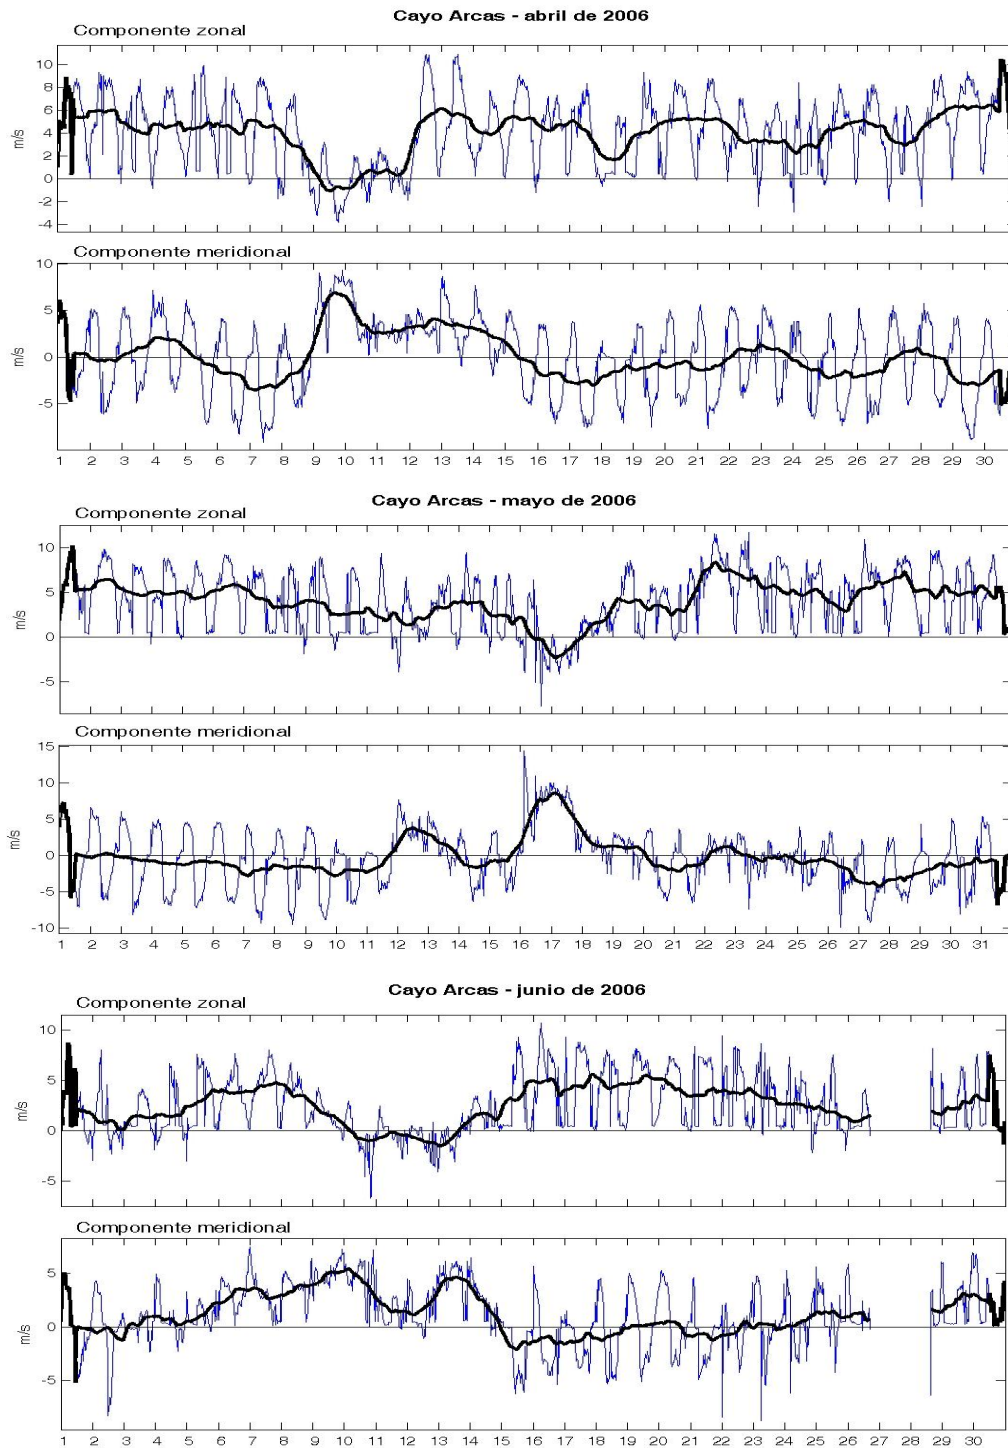 Cayo Arcas - abril de 2006
Componente zonal
10
8
6
4
2
0
-2
-4
m/s
Componente meridional
10
5
0
-5
m/s
1 2 3 4 5 6 7 8 9 10 11 12 13 14 15 16 17 18 19 20 21 22 23 24 25 26 27 28 29 30
Cayo Arcas - mayo de 2006
Componente zonal
10
5
0
-5
m/s
Componente meridional
15
10
5
0
-5
-10
m/s
1 2 3 4 5 6 7 8 9 10 11 12 13 14 15 16 17 18 19 20 21 22 23 24 25 26 27 28 29 30 31
Cayo Arcas - junio de 2006
Componente zonal
10
5
0
-5
m/s
Componente meridional
5
0
-5
m/s
1 2 3 4 5 6 7 8 9 10 11 12 13 14 15 16 17 18 19 20 21 22 23 24 25 26 27 28 29 30